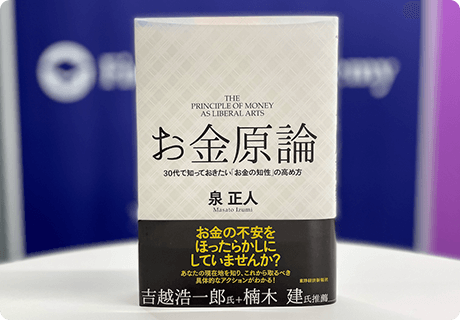 THE
PRINCIPLE OF MONEY
AS LIBERAL ARTS
お金原論
30代で知っておきたい「お金の知性」の高め方
泉 正人
Masato Izumi
お金の不安を
ほったらかしに
していませんか?
あなたの現在地を知り、これから取るべき
具体的なアクションがわかる!
東洋経済新報社
吉越浩一郎氏+楠木 建氏推薦